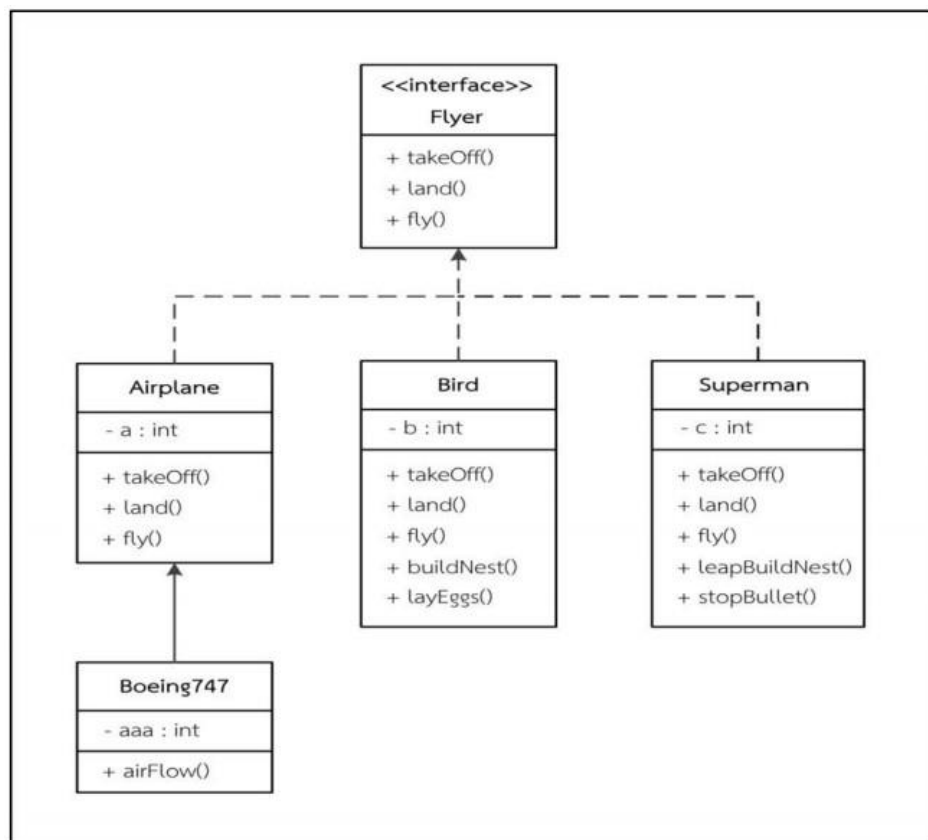 <<interface>>
Flyer
+ takeOff()
+ land()
+ fly()
Airplane
- a : int
+ takeOff()
+ land()
+ fly()
Bird
- b : int
+ takeOff()
+ land()
+ fly()
+ buildNest()
+ layEggs()
Superman
- c : int
+ takeOff()
+ land()
+ fly()
+ leapBuildNest()
+ stopBullet()
Boeing747
- aaa : int
+ airFlow()